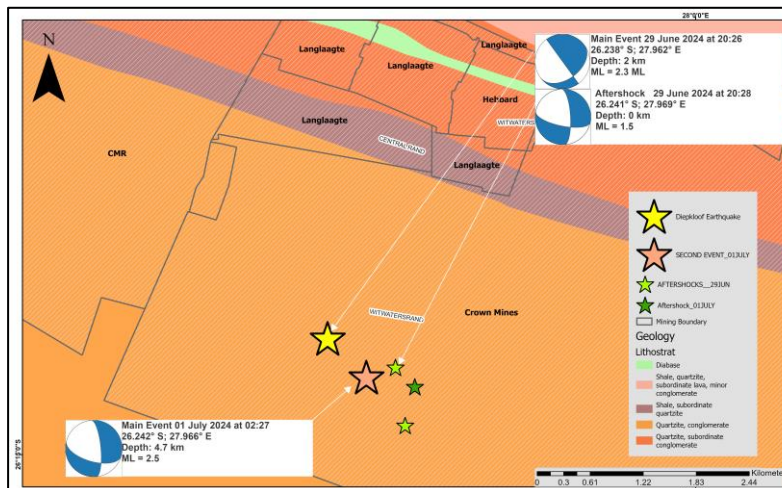 28°0'0"E
Main Event 29 June 2024 at 20:26
26.238° S; 27.962° E
Depth: 2 km
ML = 2.3 ML
Aftershock 29 June 2024 at 20:28
26.241° S; 27.969° E
Depth: 0 km
ML = 1.5
N
Langlaagte
Langlaagte
Langlaagte
Hehoard
WITWATERS
Langlaagte
CENTRAL RAND
Langlaagte
CMR
WITWATERSRAND
Crown Mines
Diepkloof Earthquake
SECOND EVENT_01JULY
AFTERSHOCKS__29JUN
Aftershock_01JULY
Mining Boundary
Geology
Lithostrat
Diabase
Shale, quartzite,
subordinate lava, minor
conglomerate
Shale, subordinate
quartzite
Quartzite, conglomerate
Quartzite, subordinate
conglomerate
Main Event 01 July 2024 at 02:27
26.242° S; 27.966° E
Depth: 4.7 km
ML = 2.5
Kilomete
0 0.3 0.61 1.22 1.83 2.44